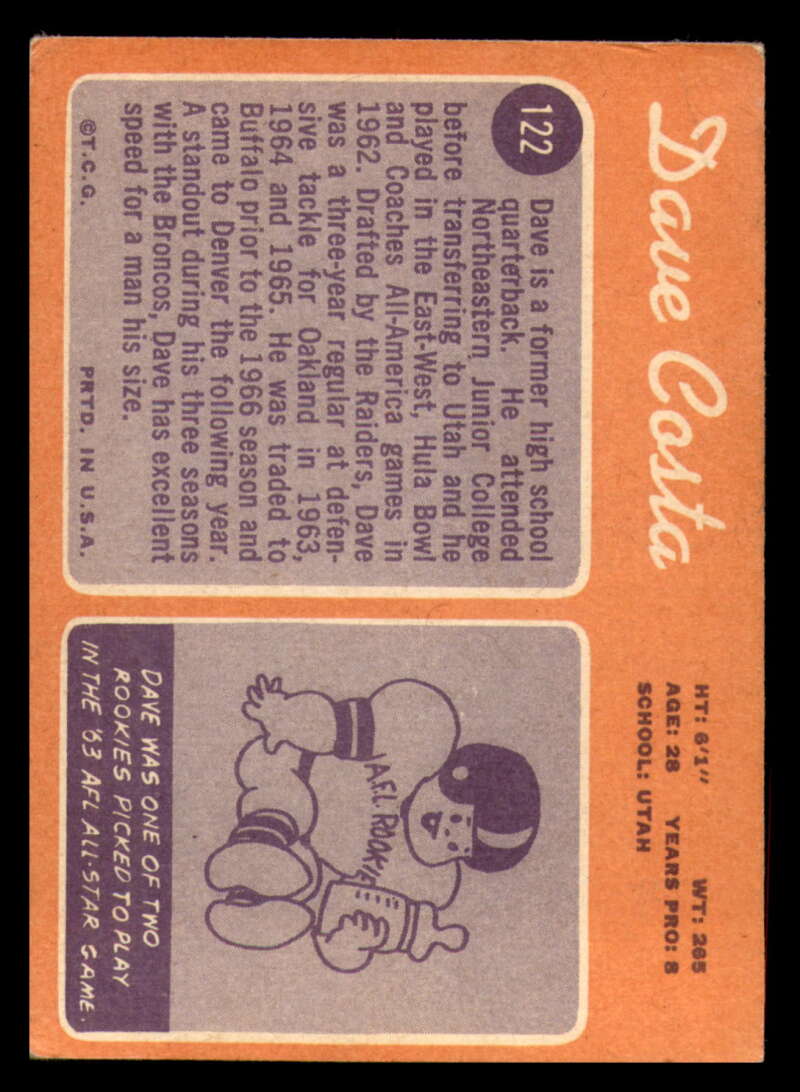 Dave Costa
HT: 6'1" WT: 265
AGE: 28 YEARS PRO: 8
SCHOOL: UTAH
122
Dave is a former high school
quarterback. He attended
Northeastern Junior College
before transferring to Utah and he
played in the East-West, Hula Bowl
and Coaches All-America games in
1962. Drafted by the Raiders, Dave
was a three-year regular at defen-
sive tackle for Oakland in 1963,
1964 and 1965. He was traded to
Buffalo prior to the 1966 season and
came to Denver the following year.
A standout during his three seasons
with the Broncos, Dave has excellent
speed for a man his size.
©T.C.G. PRTD. IN U.S.A.
A.F.L. ROOKIE
DAVE WAS ONE OF TWO
ROOKIES PICKED TO PLAY
IN THE '63 AFL ALL-STAR GAME.